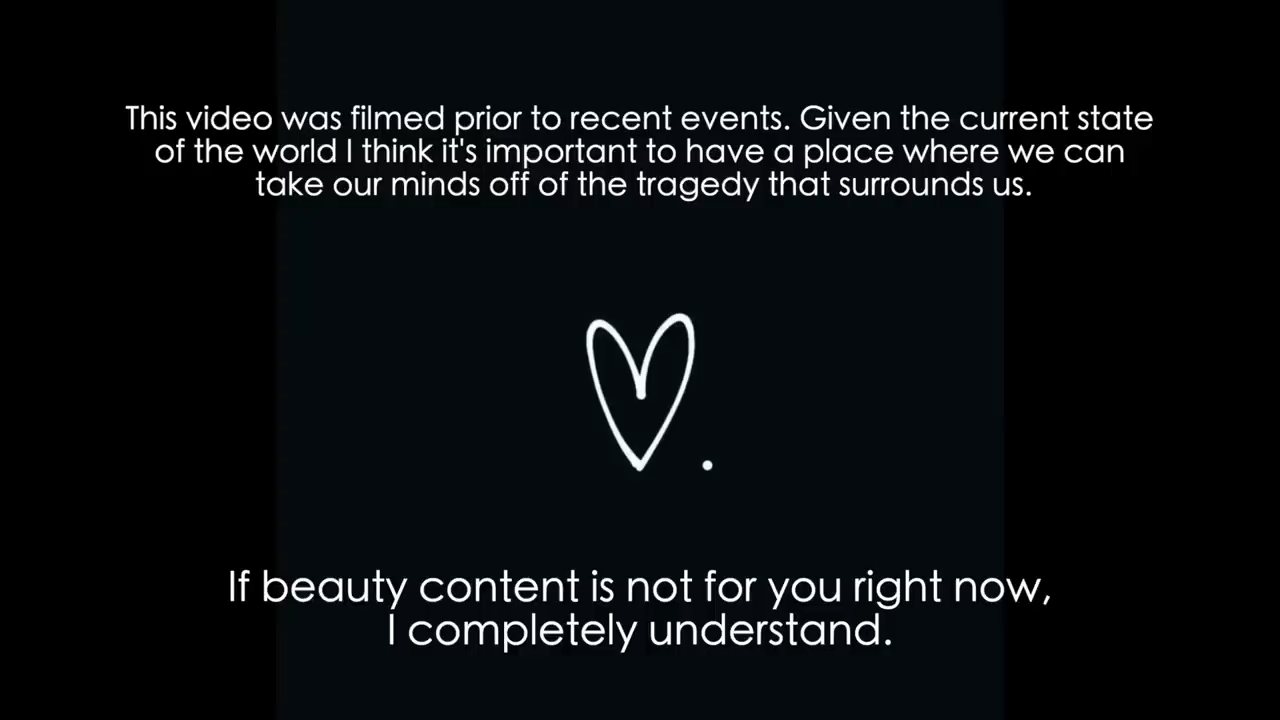 This video was filmed prior to recent events. Given the current state
of the world I think it's important to have a place where we can
take our minds off of the tragedy that surrounds us.
If beauty content is not for you right now,
I completely understand.